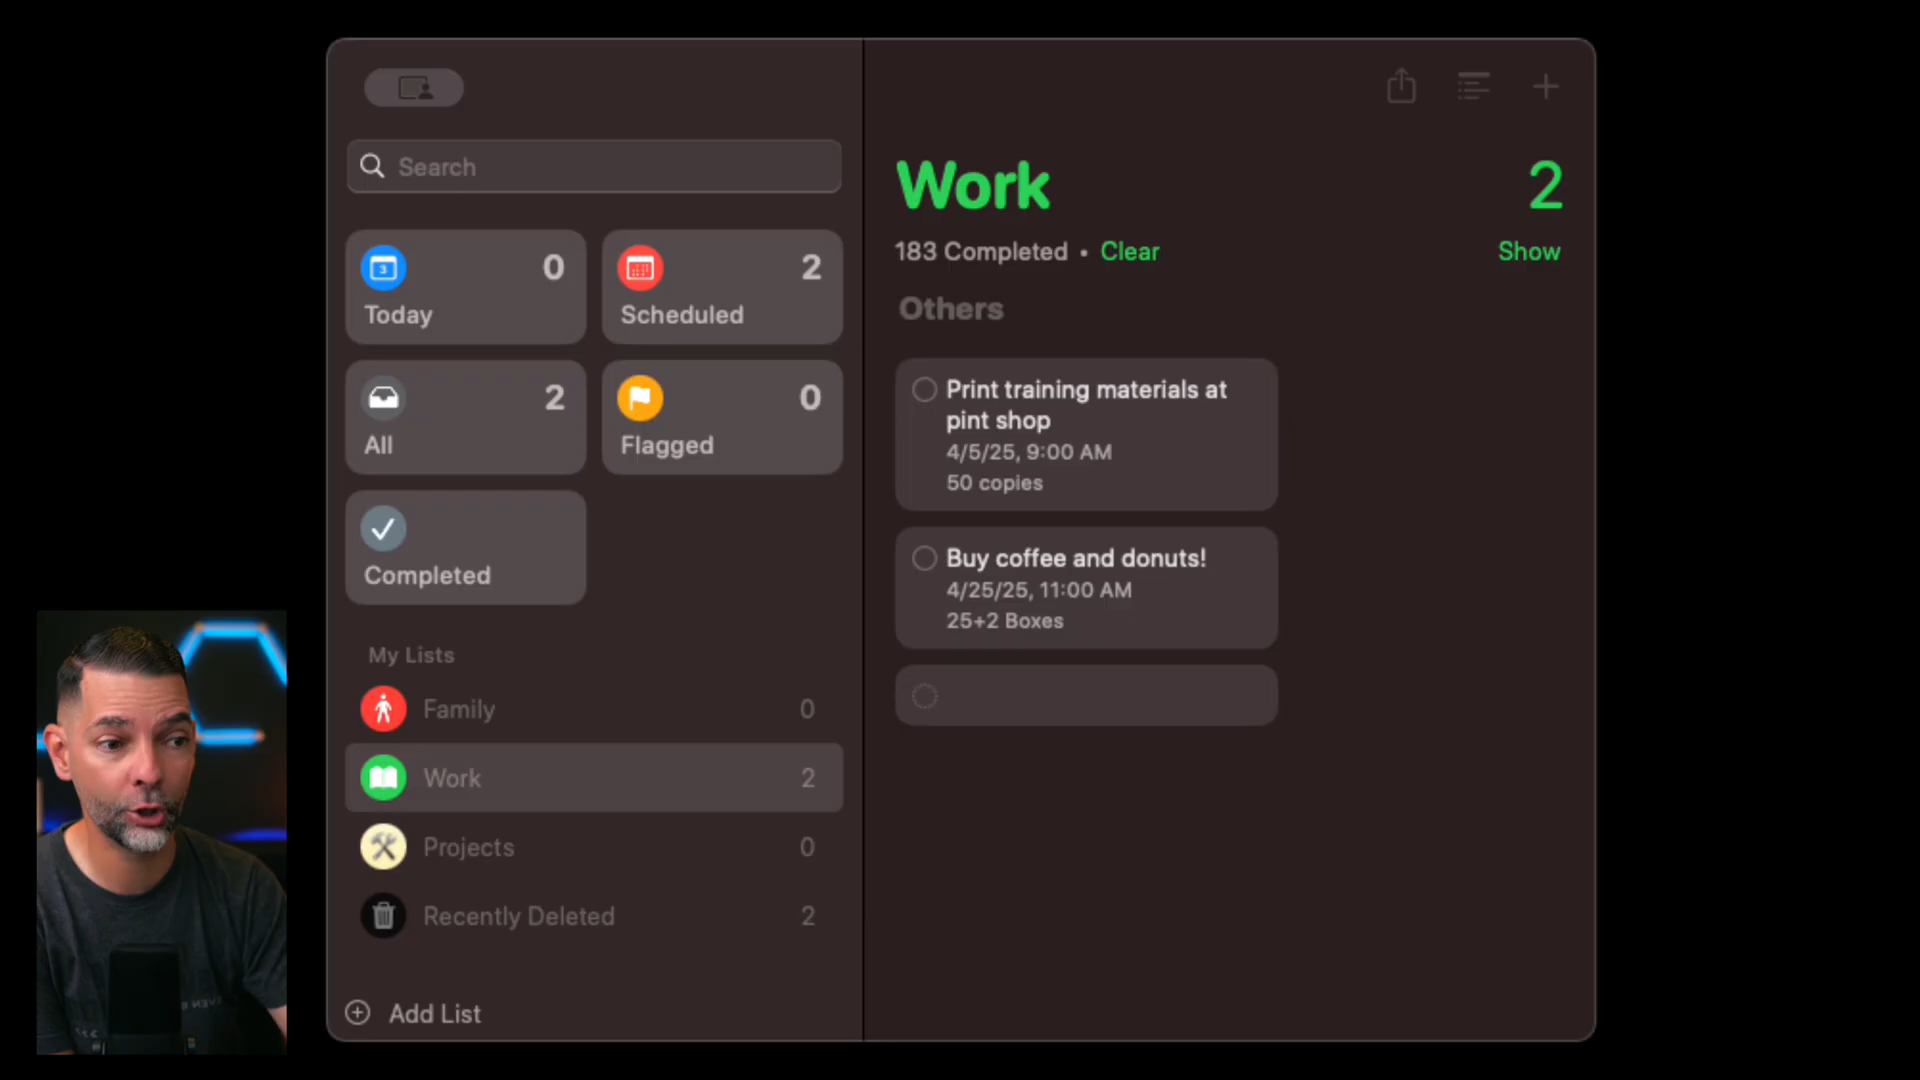 Search
3
0
Today
2
Scheduled
2
All
0
Flagged
Completed
My Lists
Family 0
Work 2
Projects 0
Recently Deleted 2
Add List
Work 2
183 Completed • Clear Show
Others
Print training materials at
pint shop
4/5/25, 9:00 AM
50 copies
Buy coffee and donuts!
4/25/25, 11:00 AM
25+2 Boxes